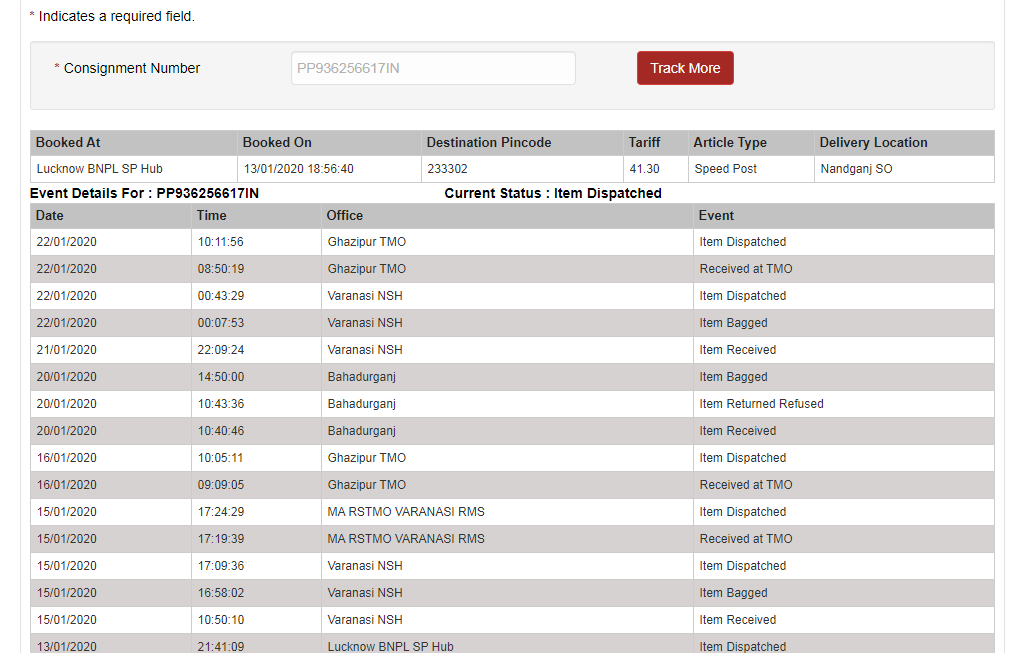 * Indicates a required field.
* Consignment Number PP936256617IN Track More
Booked At Booked On Destination Pincode Tariff Article Type Delivery Location
Lucknow BNPL SP Hub 13/01/2020 18:56:40 233302 41.30 Speed Post Nandganj SO
Event Details For : PP936256617IN Current Status : Item Dispatched
Date Time Office Event
22/01/2020 10:11:56 Ghazipur TMO Item Dispatched
22/01/2020 08:50:19 Ghazipur TMO Received at TMO
22/01/2020 00:43:29 Varanasi NSH Item Dispatched
22/01/2020 00:07:53 Varanasi NSH Item Bagged
21/01/2020 22:09:24 Varanasi NSH Item Received
20/01/2020 14:50:00 Bahadurganj Item Bagged
20/01/2020 10:43:36 Bahadurganj Item Returned Refused
20/01/2020 10:40:46 Bahadurganj Item Received
16/01/2020 10:05:11 Ghazipur TMO Item Dispatched
16/01/2020 09:09:05 Ghazipur TMO Received at TMO
15/01/2020 17:24:29 MA RSTMO VARANASI RMS Item Dispatched
15/01/2020 17:19:39 MA RSTMO VARANASI RMS Received at TMO
15/01/2020 17:09:36 Varanasi NSH Item Dispatched
15/01/2020 16:58:02 Varanasi NSH Item Bagged
15/01/2020 10:50:10 Varanasi NSH Item Received
13/01/2020 21:41:09 Lucknow BNPL SP Hub Item Dispatched